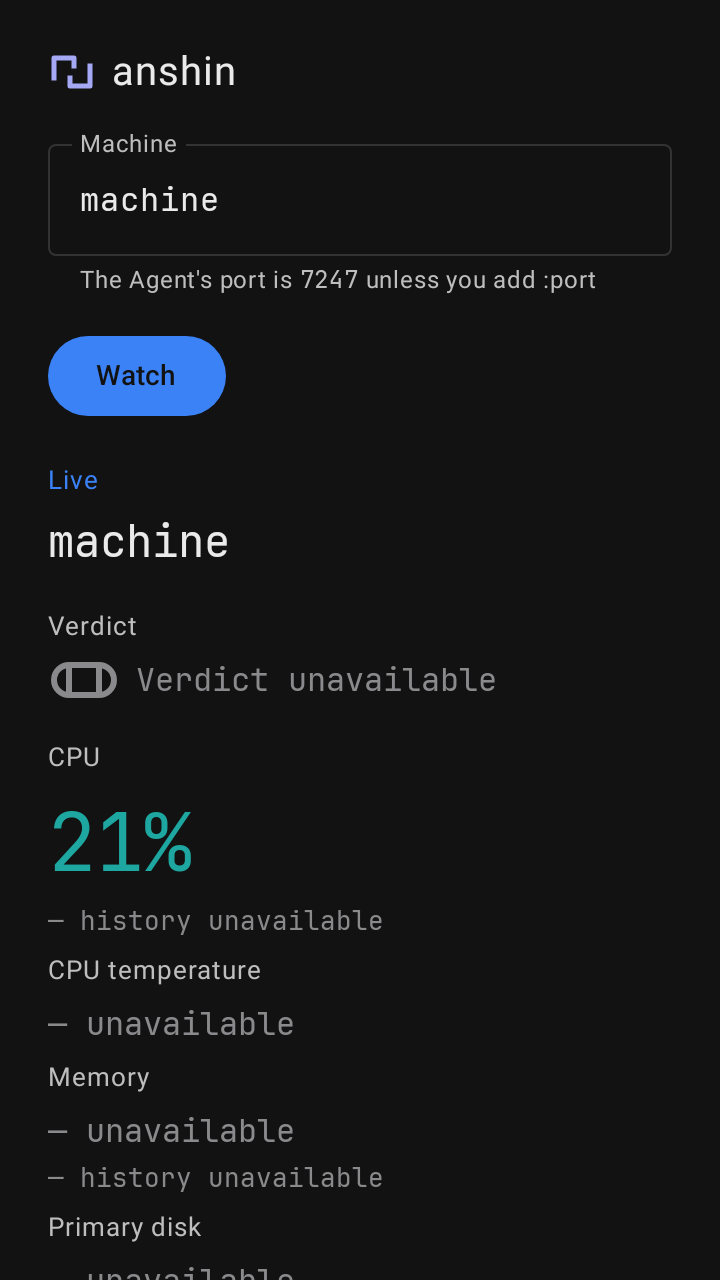 anshin
Machine
machine
The Agent's port is 7247 unless you add :port
Watch
Live
machine
Verdict
Verdict unavailable
CPU
21%
— history unavailable
CPU temperature
— unavailable
Memory
— unavailable
— history unavailable
Primary disk
— unavailable